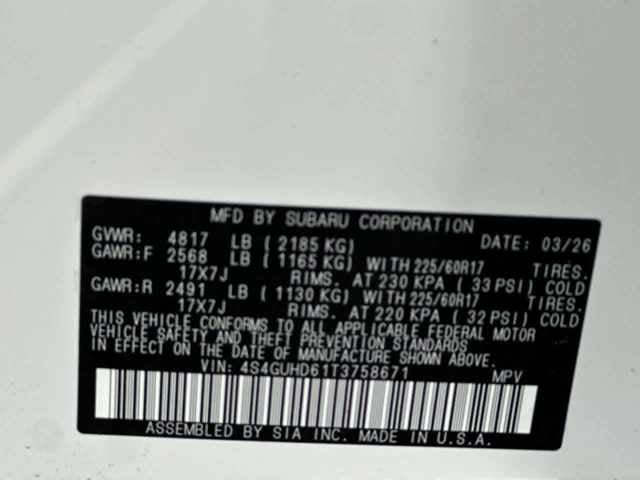 MFD BY SUBARU CORPORATION
GVWR: 4817 LB ( 2185 KG) DATE: 03/26
GAWR:F 2568 LB ( 1165 KG) WITH 225/60R17 TIRES.
17X7J RIMS. AT 230 KPA ( 33 PSI) COLD
GAWR:R 2491 LB ( 1130 KG) WITH 225/60R17 TIRES.
17X7J RIMS. AT 220 KPA ( 32 PSI) COLD
THIS VEHICLE CONFORMS TO ALL APPLICABLE FEDERAL MOTOR
VEHICLE SAFETY AND THEFT PREVENTION STANDARDS
IN EFFECT ON THE DATE OF MANUFACTURE SHOWN ABOVE.
VIN: 4S4GUHD61T3758671 MPV
ASSEMBLED BY SIA INC. MADE IN U.S.A.